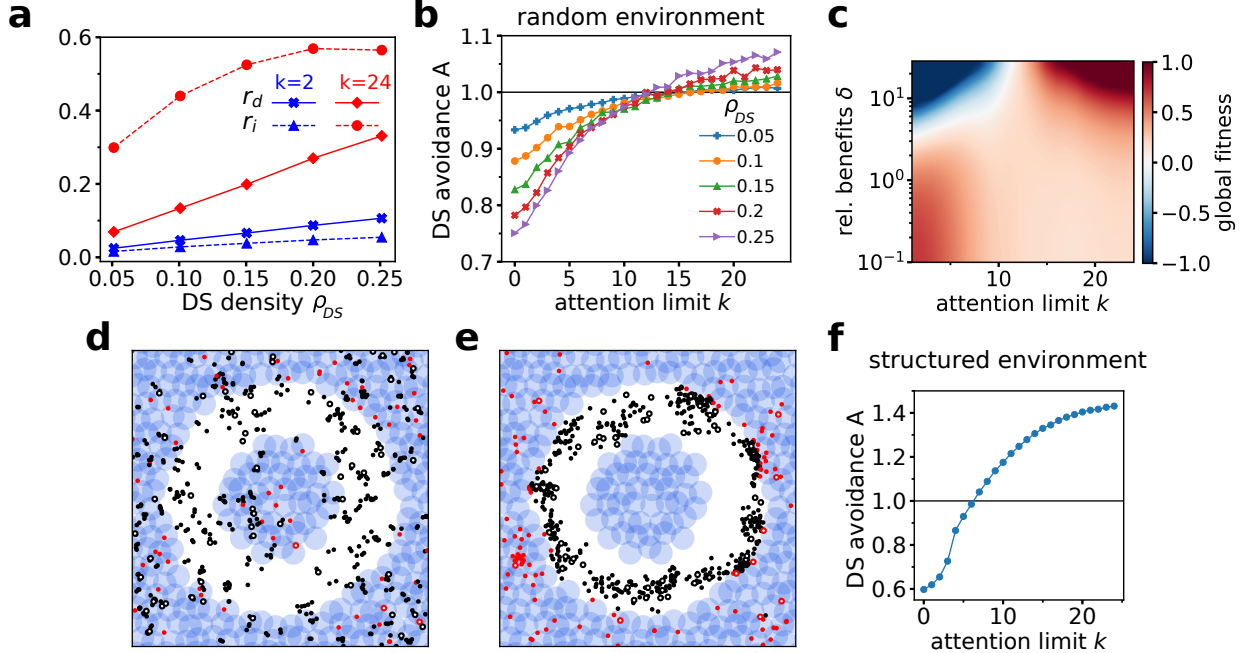 a
0.6
0.4
0.2
0.0
0.05 0.10 0.15 0.20 0.25
DS density ρ_DS
k=2 k=24
r_d
r_i
b
random environment
DS avoidance A
1.1
1.0
0.9
0.8
0.7
0 5 10 15 20
attention limit k
ρ_DS
0.05
0.1
0.15
0.2
0.25
c
rel. benefits δ
10¹
10⁰
10⁻¹
10 20
attention limit k
1.0
0.5
0.0
−0.5
−1.0
global fitness
d
e
f
structured environment
DS avoidance A
1.4
1.2
1.0
0.8
0.6
0 10 20
attention limit k